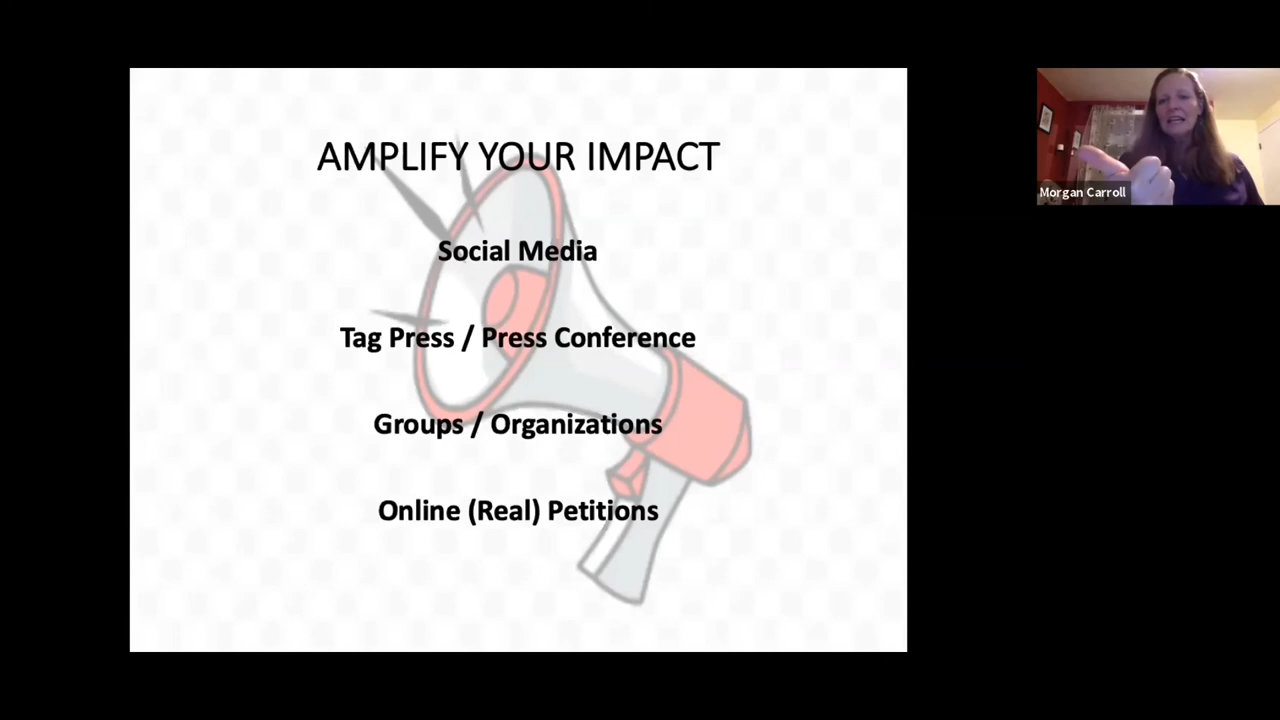 AMPLIFY YOUR IMPACT
Social Media
Tag Press / Press Conference
Groups / Organizations
Online (Real) Petitions
Morgan Carroll